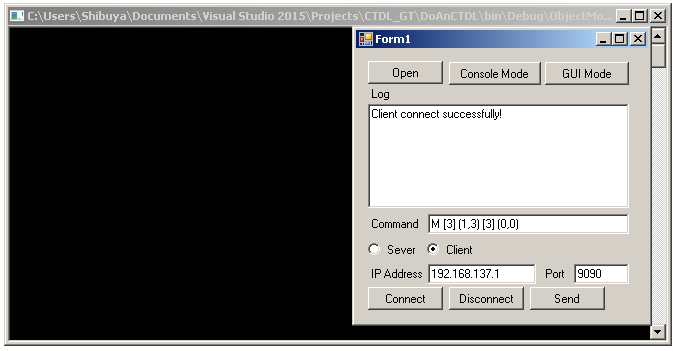 C:\Users\Shibuya\Documents\Visual Studio 2015\Projects\CTDL_GT\DoAnCTDL\bin\Debug\ObjectMo...
Form1
Open Console Mode GUI Mode
Log
Client connect successfully!
Command M [3] (1,3) [3] (0,0)
Sever Client
IP Address 192.168.137.1 Port 9090
Connect Disconnect Send